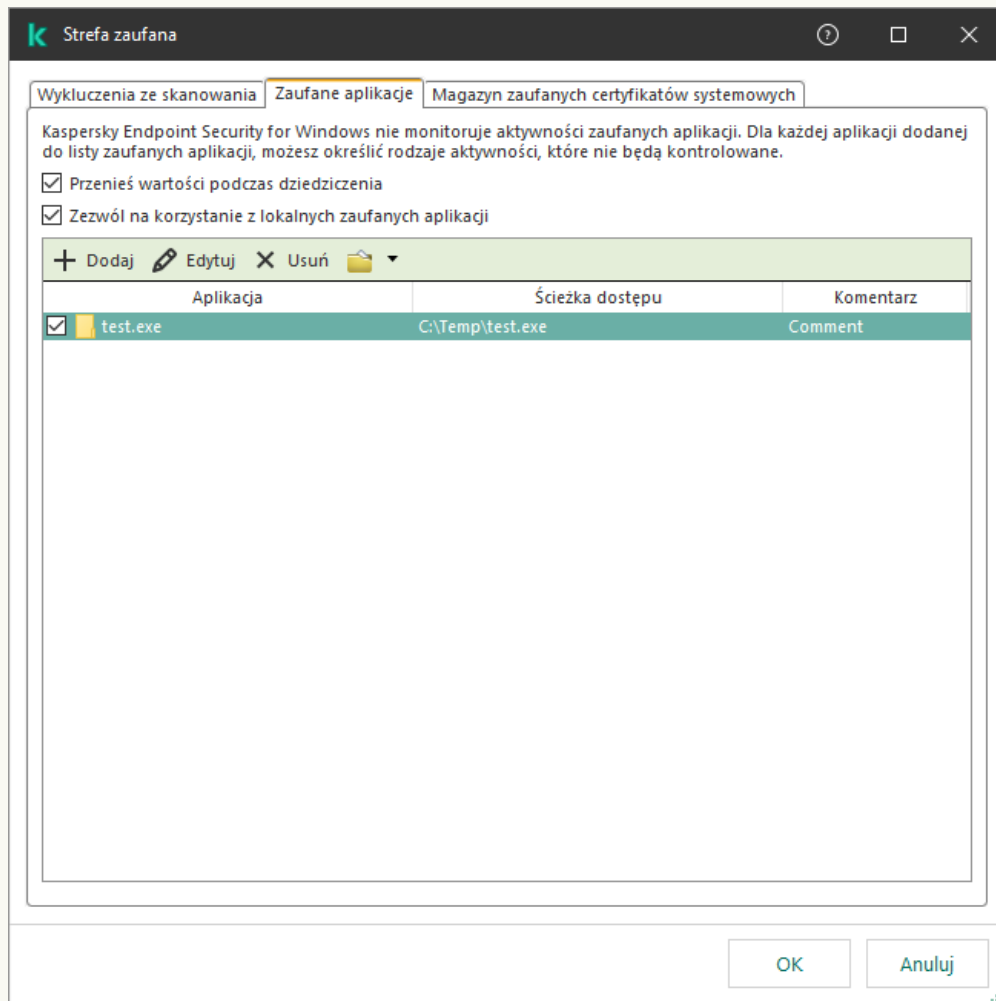 Strefa zaufana
Wykluczenia ze skanowania Zaufane aplikacje Magazyn zaufanych certyfikatów systemowych
Kaspersky Endpoint Security for Windows nie monitoruje aktywności zaufanych aplikacji. Dla każdej aplikacji dodanej
do listy zaufanych aplikacji, możesz określić rodzaje aktywności, które nie będą kontrolowane.
Przenieś wartości podczas dziedziczenia
Zezwól na korzystanie z lokalnych zaufanych aplikacji
Dodaj Edytuj Usuń
Aplikacja Ścieżka dostępu Komentarz
test.exe C:\Temp\test.exe Comment
OK Anuluj